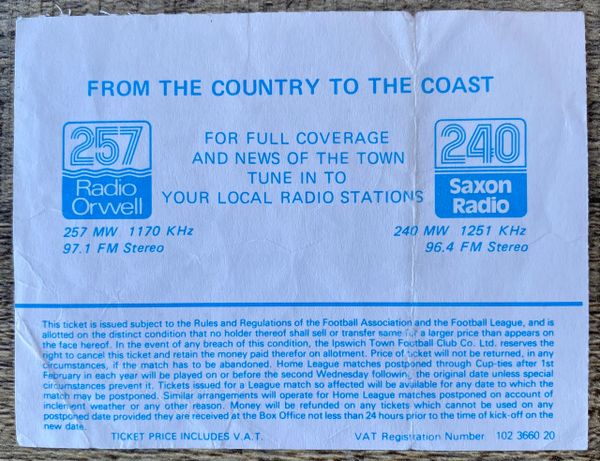 FROM THE COUNTRY TO THE COAST
257
Radio
Orwell
FOR FULL COVERAGE
AND NEWS OF THE TOWN
TUNE IN TO
YOUR LOCAL RADIO STATIONS
240
Saxon
Radio
257 MW 1170 KHz
97.1 FM Stereo
240 MW 1251 KHz
96.4 FM Stereo
This ticket is issued subject to the Rules and Regulations of the Football Association and the Football League, and is
allotted on the distinct condition that no holder thereof shall sell or transfer same for a larger price than appears on
the face hereof. In the event of any breach of this condition, the Ipswich Town Football Club Co. Ltd. reserves the
right to cancel this ticket and retain the money paid therefor on allotment. Price of ticket will not be returned, in any
circumstances, if the match has to be abandoned. Home League matches postponed through Cup-ties after 1st
February in each year will be played on or before the second Wednesday following, the original date unless special
circumstances prevent it. Tickets issued for a League match so affected will be available for any date to which the
match may be postponed. Similar arrangements will operate for Home League matches postponed on account of
inclement weather or any other reason. Money will be refunded on any tickets which cannot be used on any
postponed date provided they are received at the Box Office not less than 24 hours prior to the time of kick-off on the
new date.
TICKET PRICE INCLUDES V.A.T.
VAT Registration Number 102 3660 20